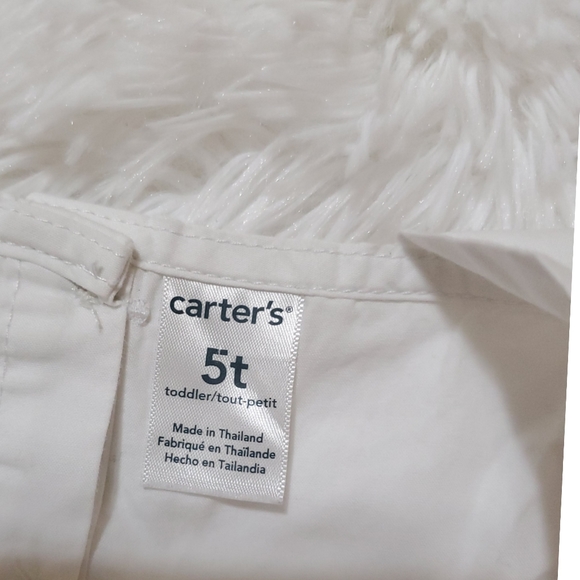 carter's®
5t
toddler/tout-petit
Made in Thailand
Fabriqué en Thaïlande
Hecho en Tailandia